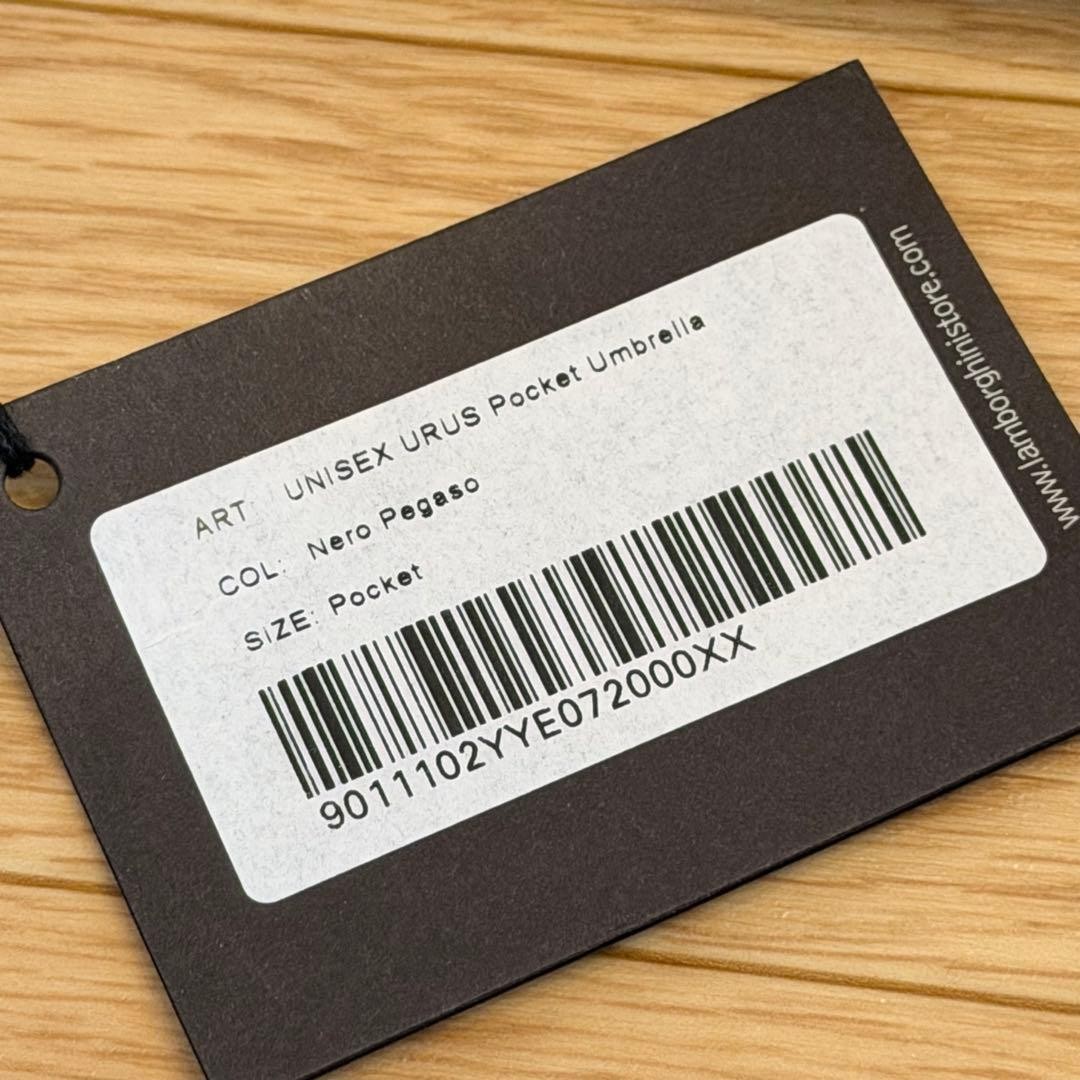 ART: UNISEX URUS Pocket Umbrella
COL: Nero Pegaso
SIZE: Pocket
9011102YYE072000XX
www.lamborghinistore.com